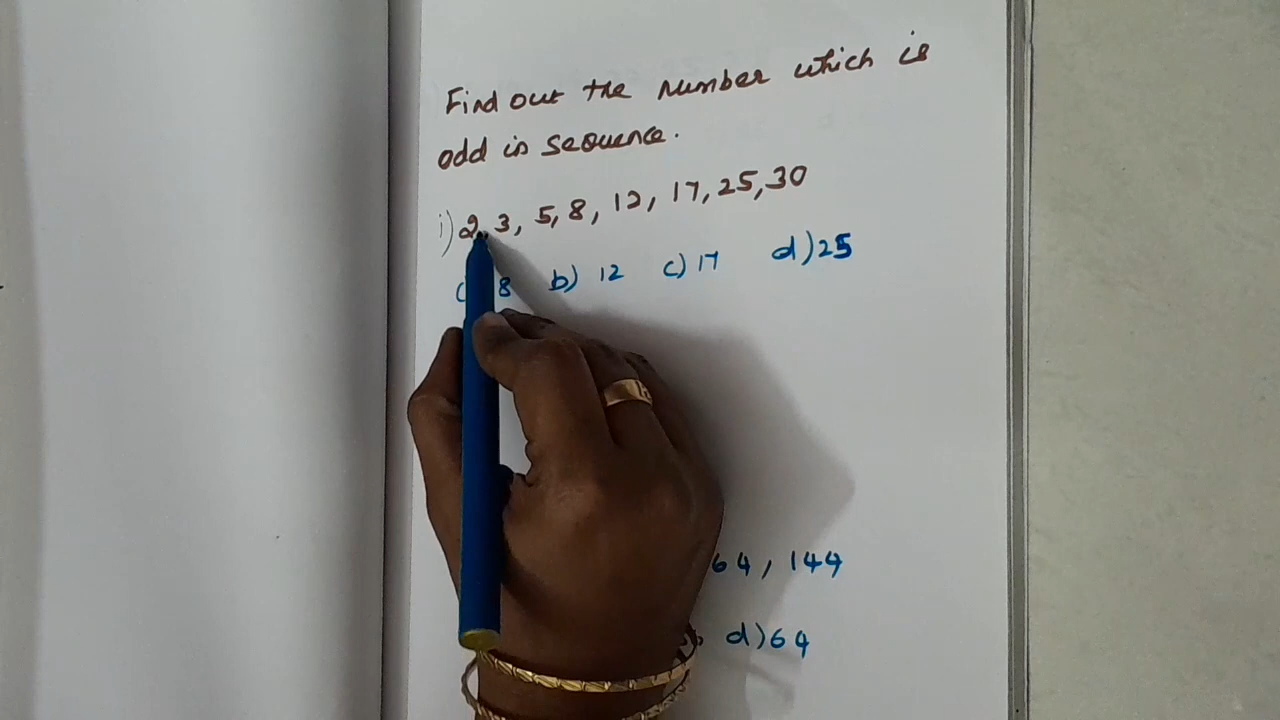 Find out the number which is
odd in sequence.
i) 2, 3, 5, 8, 12, 17, 25, 30
8 b) 12 c) 17 d) 25
64, 144
d) 64